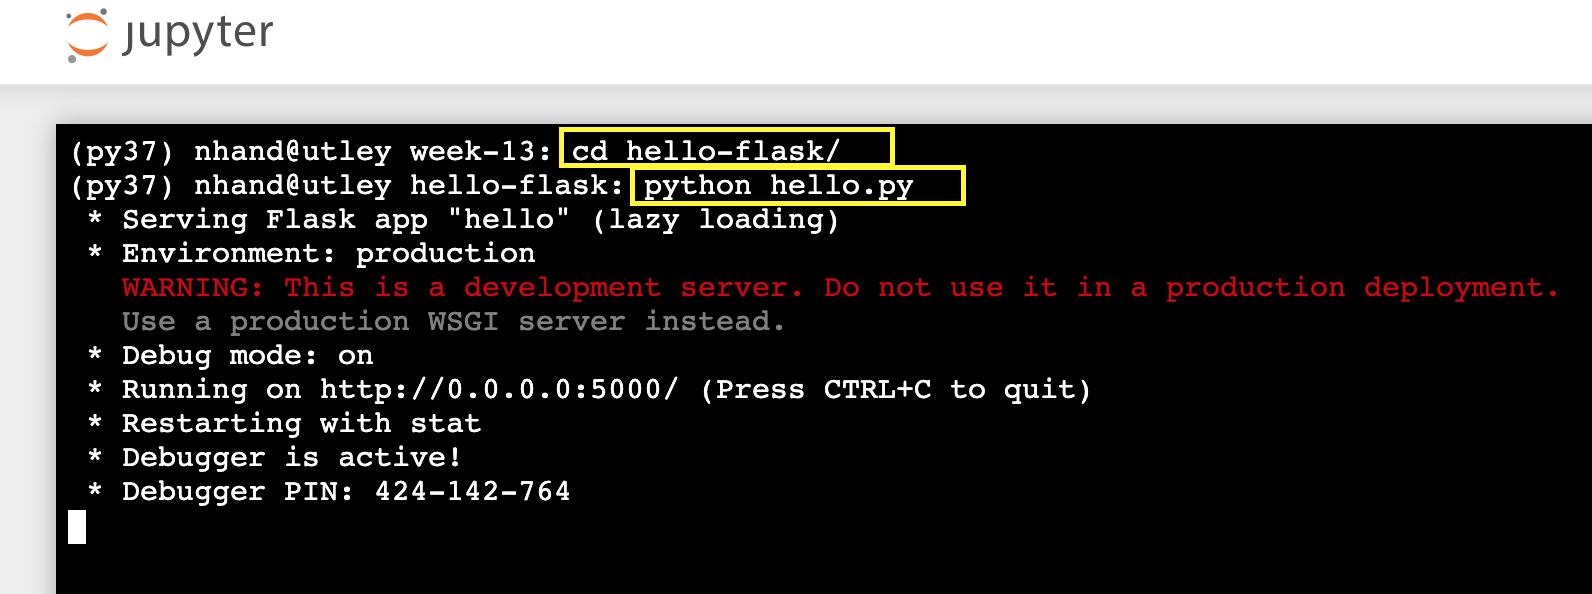 jupyter
(py37) nhand@utley week-13: cd hello-flask/
(py37) nhand@utley hello-flask: python hello.py
* Serving Flask app "hello" (lazy loading)
* Environment: production
WARNING: This is a development server. Do not use it in a production deployment.
Use a production WSGI server instead.
* Debug mode: on
* Running on http://0.0.0.0:5000/ (Press CTRL+C to quit)
* Restarting with stat
* Debugger is active!
* Debugger PIN: 424-142-764